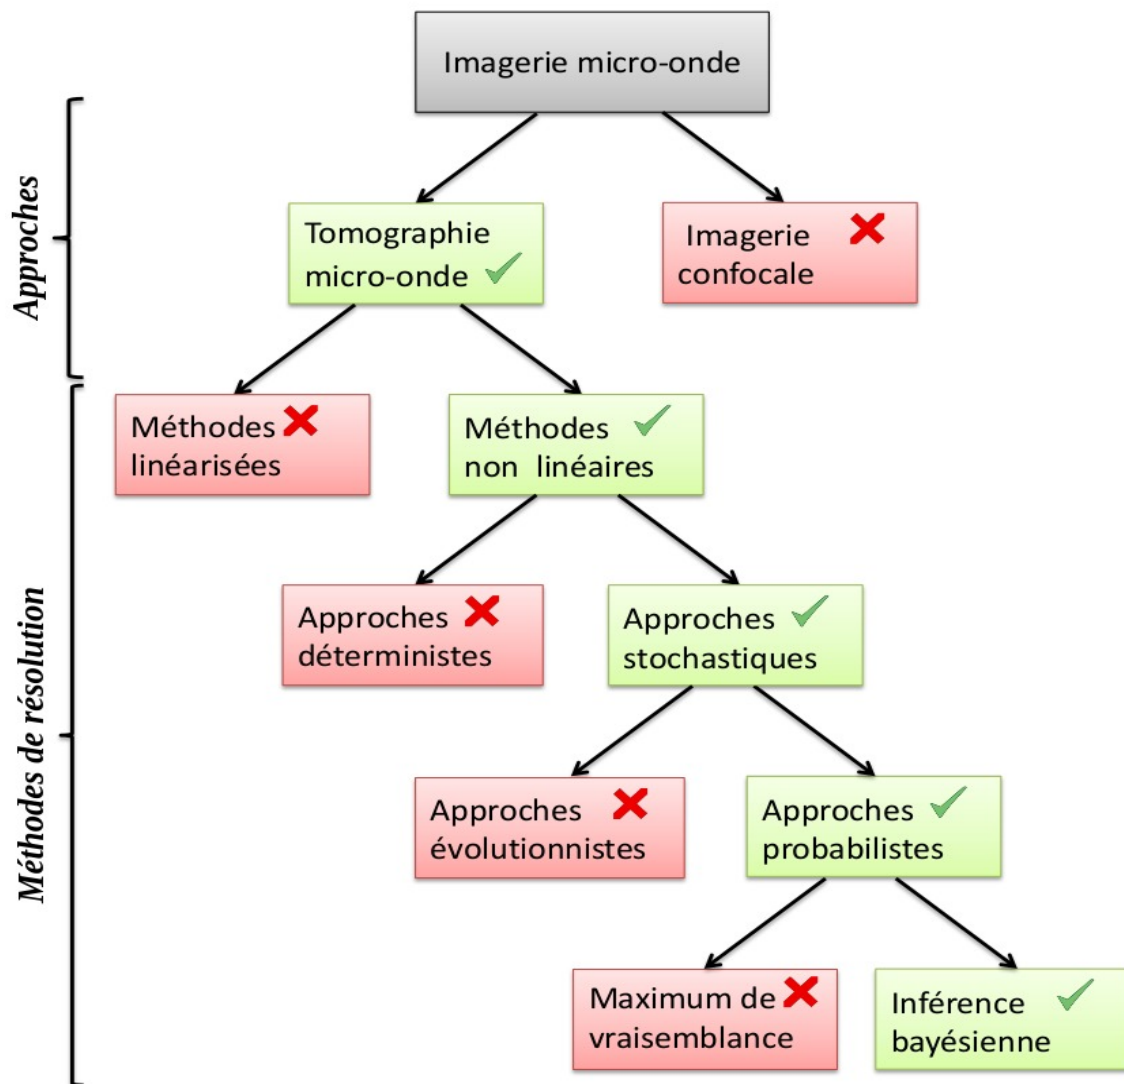 Imagerie micro-onde
Approches
Tomographie
micro-onde
Imagerie
confocale
Méthodes de résolution
Méthodes
linéarisées
Méthodes
non linéaires
Approches
déterministes
Approches
stochastiques
Approches
évolutionnistes
Approches
probabilistes
Maximum de
vraisemblance
Inférence
bayésienne